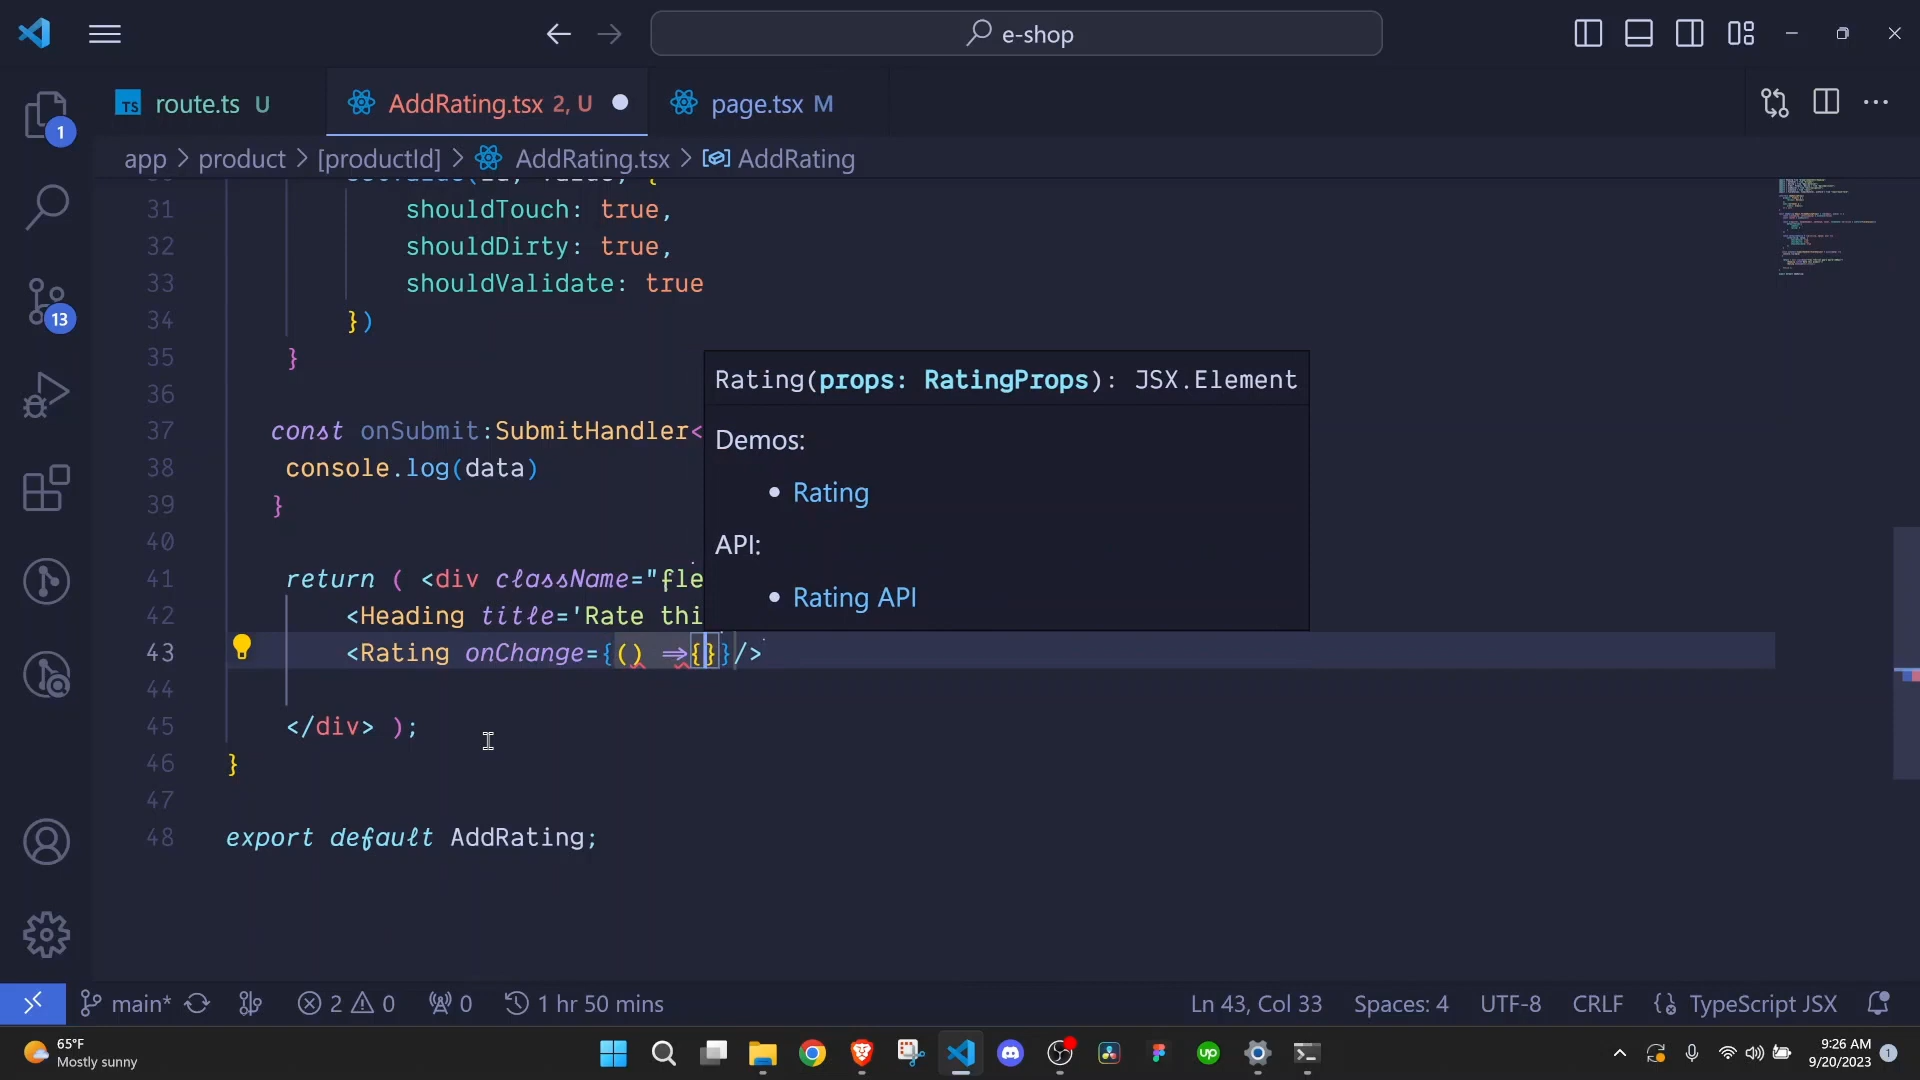 e-shop
TS route.ts U
AddRating.tsx 2, U
page.tsx M
app > product > [productId] > AddRating.tsx > AddRating
31 shouldTouch: true,
32 shouldDirty: true,
33 shouldValidate: true
34 })
35 }
36
37 const onSubmit:SubmitHandler<
38 console.log(data)
39 }
40
41 return ( <div className="fle
42 <Heading title='Rate thi
43 <Rating onChange={() =>{}}/>
44
45 </div> );
46 }
47
48 export default AddRating;
Rating(props: RatingProps): JSX.Element
Demos:
• Rating
API:
• Rating API
1
13
main* 2 0 0 1 hr 50 mins Ln 43, Col 33 Spaces: 4 UTF-8 CRLF TypeScript JSX
65°F
Mostly sunny
up
9:26 AM
9/20/2023
1